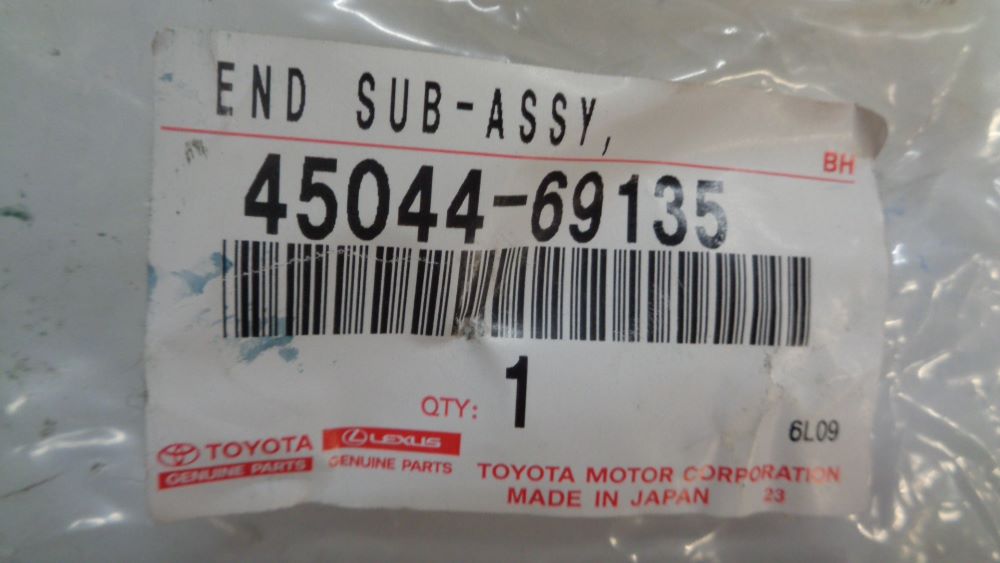 END SUB-ASSY,
BH
45044-69135
QTY: 1
6L09
TOYOTA
GENUINE PARTS
LEXUS
GENUINE PARTS
TOYOTA MOTOR CORPORATION
MADE IN JAPAN 23